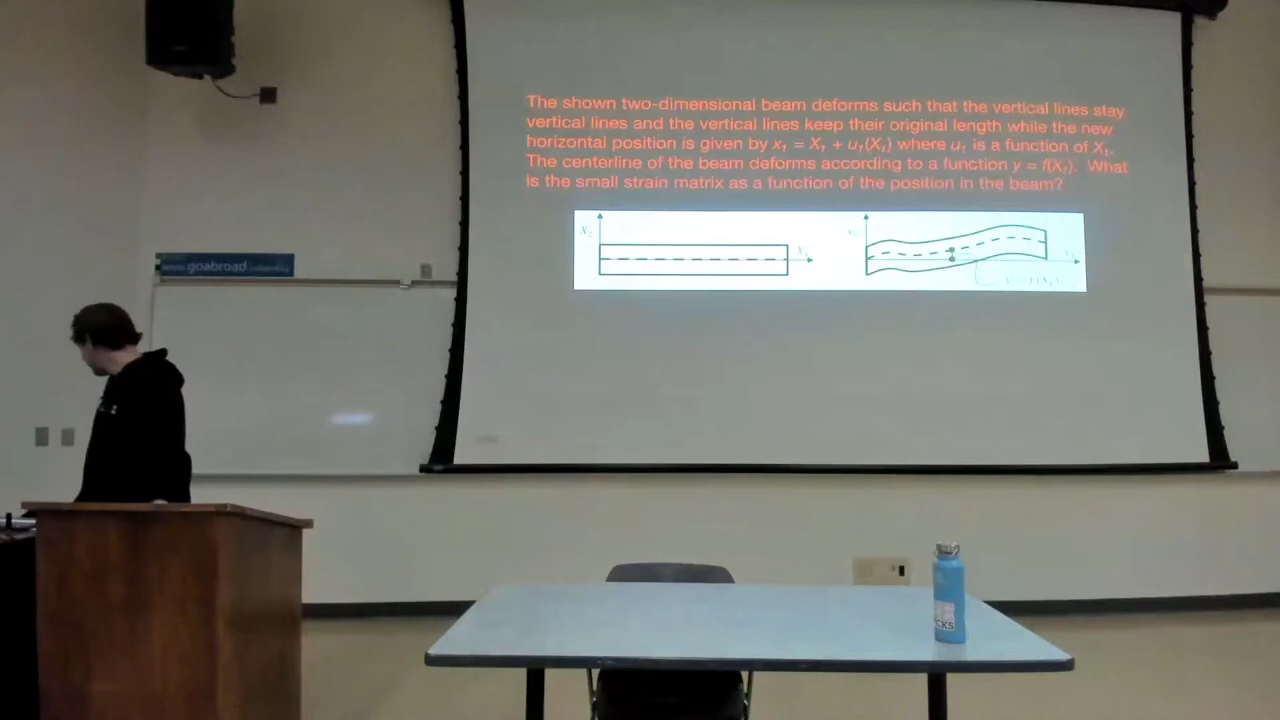 The shown two-dimensional beam deforms such that the vertical lines stay
vertical lines and the vertical lines keep their original length while the new
horizontal position is given by x₁ = X₁ + u₁(X₁) where u₁ is a function of X₁.
The centerline of the beam deforms according to a function y = f(X₁). What
is the small strain matrix as a function of the position in the beam?
X₂
X₁
www.goabroad
CKS